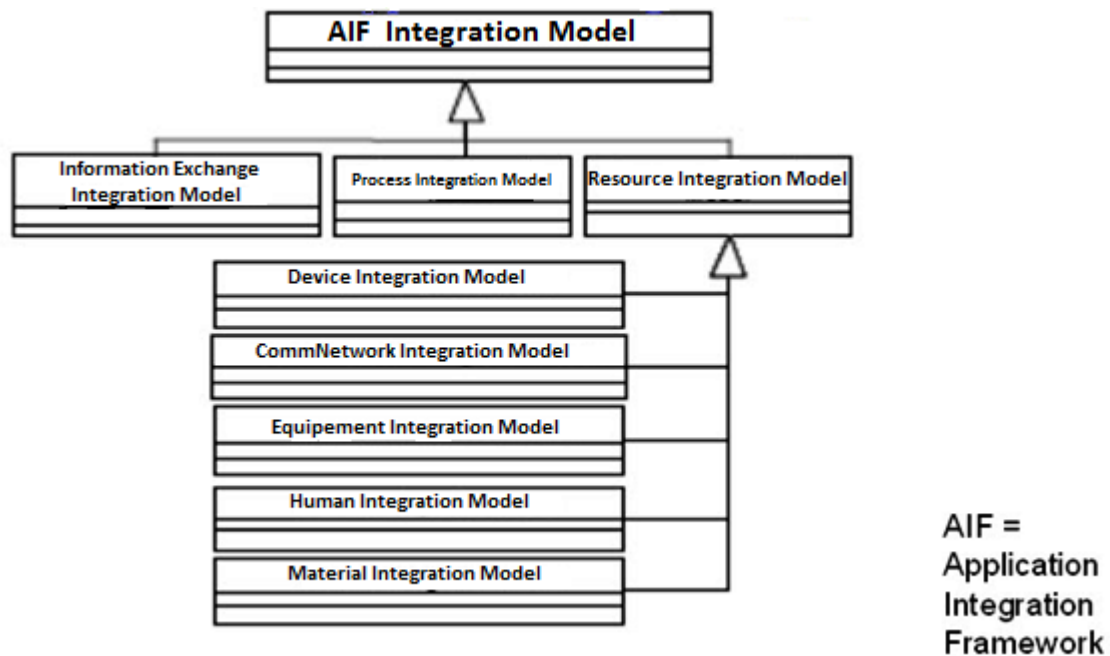 AIF Integration Model
Information Exchange
Integration Model
Process Integration Model
Resource Integration Model
Device Integration Model
CommNetwork Integration Model
Equipement Integration Model
Human Integration Model
Material Integration Model
AIF =
Application
Integration
Framework